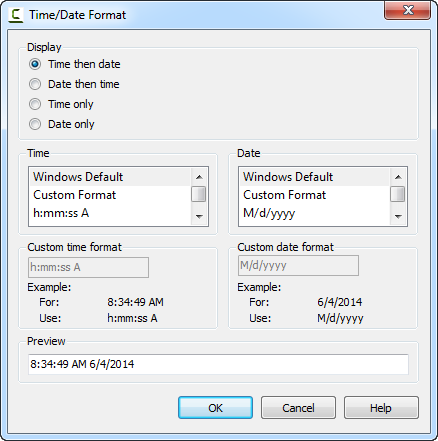 Time/Date Format
Display
Time then date
Date then time
Time only
Date only
Time
Windows Default
Custom Format
h:mm:ss A
Date
Windows Default
Custom Format
M/d/yyyy
Custom time format
h:mm:ss A
Example:
For: 8:34:49 AM
Use: h:mm:ss A
Custom date format
M/d/yyyy
Example:
For: 6/4/2014
Use: M/d/yyyy
Preview
8:34:49 AM 6/4/2014
OK Cancel Help